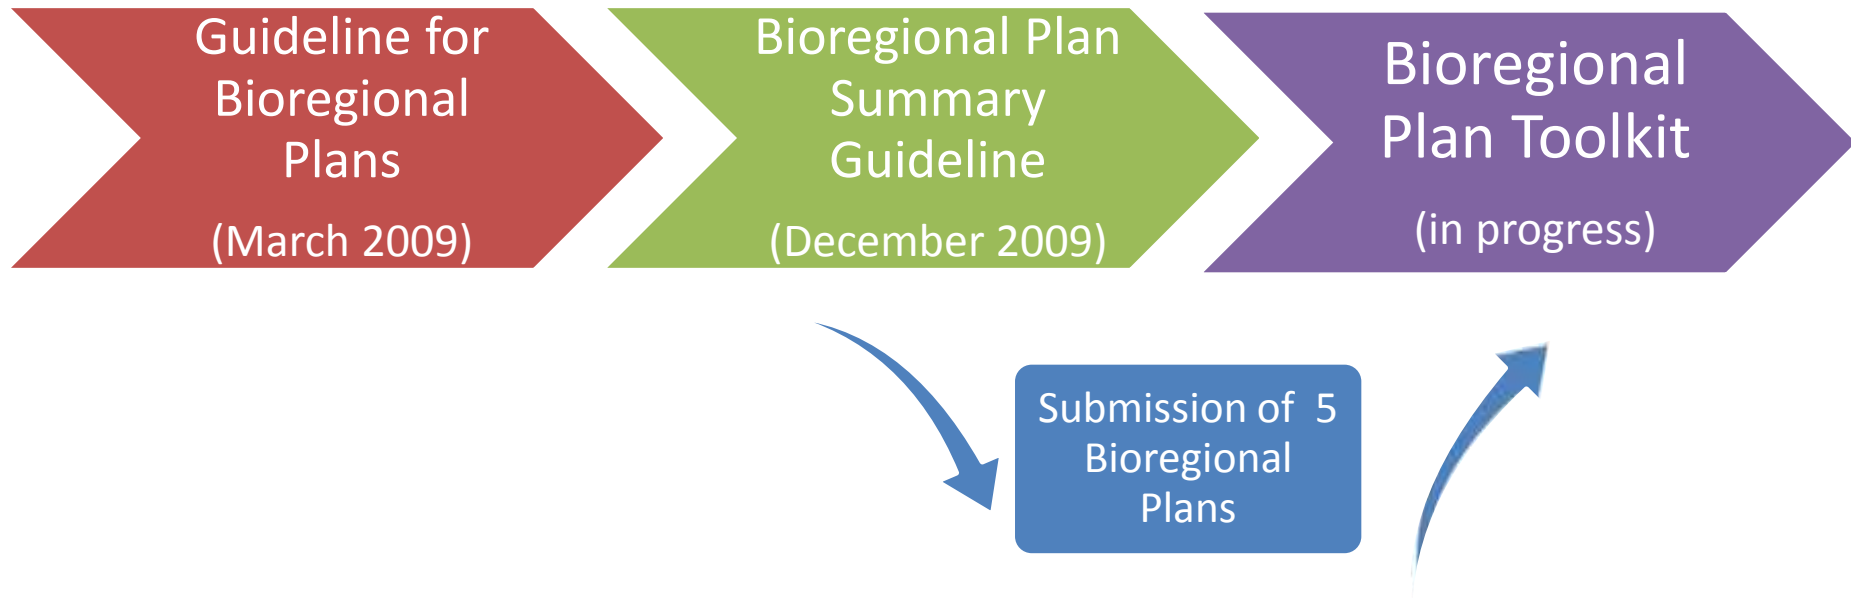 Guideline for
Bioregional
Plans
(March 2009)
Bioregional Plan
Summary
Guideline
(December 2009)
Bioregional
Plan Toolkit
(in progress)
Submission of 5
Bioregional
Plans